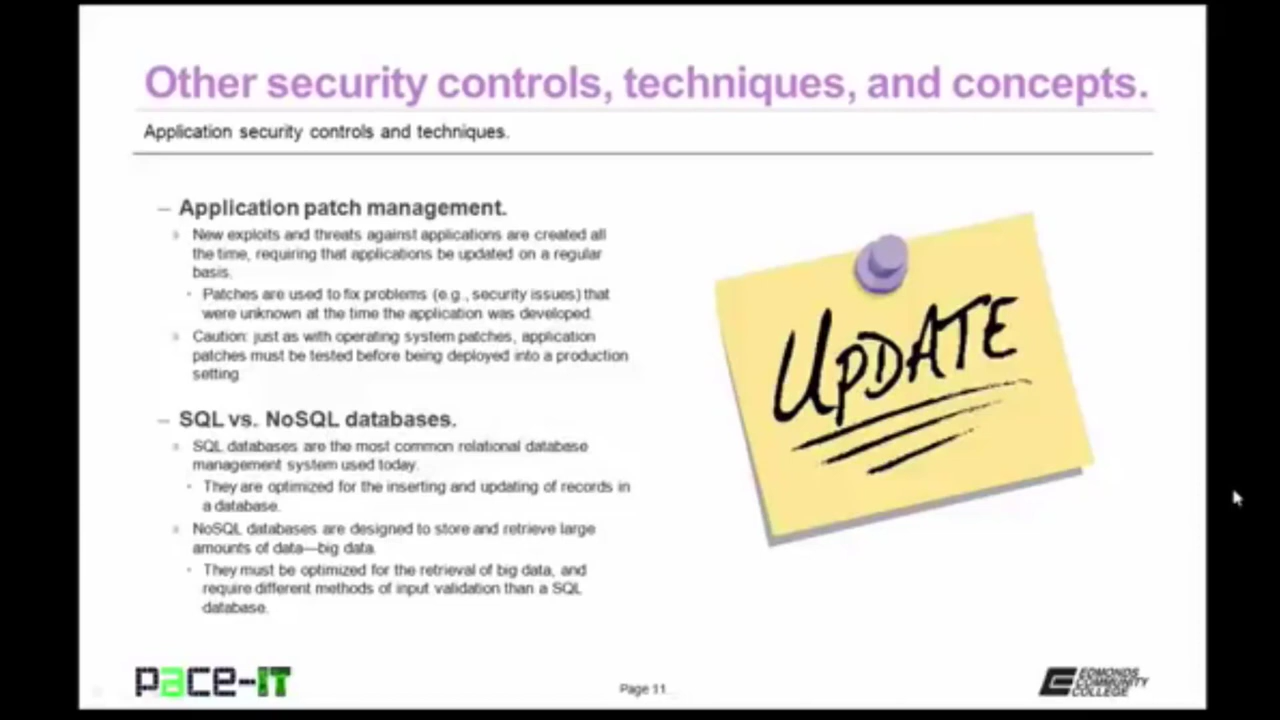 Other security controls, techniques, and concepts.
Application security controls and techniques.
– Application patch management.
» New exploits and threats against applications are created all
the time, requiring that applications be updated on a regular
basis.
• Patches are used to fix problems (e.g., security issues) that
were unknown at the time the application was developed.
» Caution: just as with operating system patches, application
patches must be tested before being deployed into a production
setting.
– SQL vs. NoSQL databases.
» SQL databases are the most common relational database
management system used today.
• They are optimized for the inserting and updating of records in
a database.
» NoSQL databases are designed to store and retrieve large
amounts of data—big data.
• They must be optimized for the retrieval of big data, and
require different methods of input validation than a SQL
database.
UPDATE
pace-IT
Page 11
EDMONDS
COMMUNITY
COLLEGE